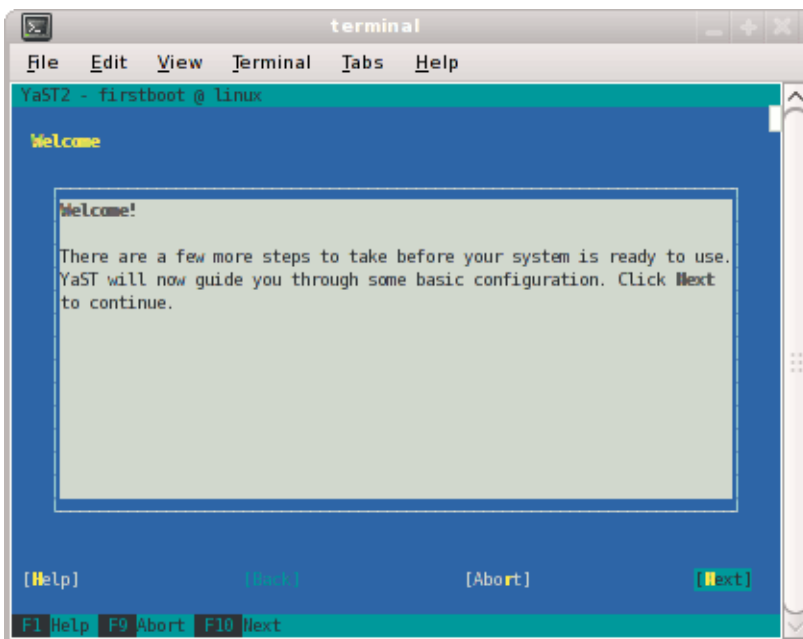 terminal
File Edit View Terminal Tabs Help
YaST2 - firstboot @ linux
Welcome
Welcome!
There are a few more steps to take before your system is ready to use.
YaST will now guide you through some basic configuration. Click Next
to continue.
[Help] [Back] [Abort] [Next]
F1 Help F9 Abort F10 Next